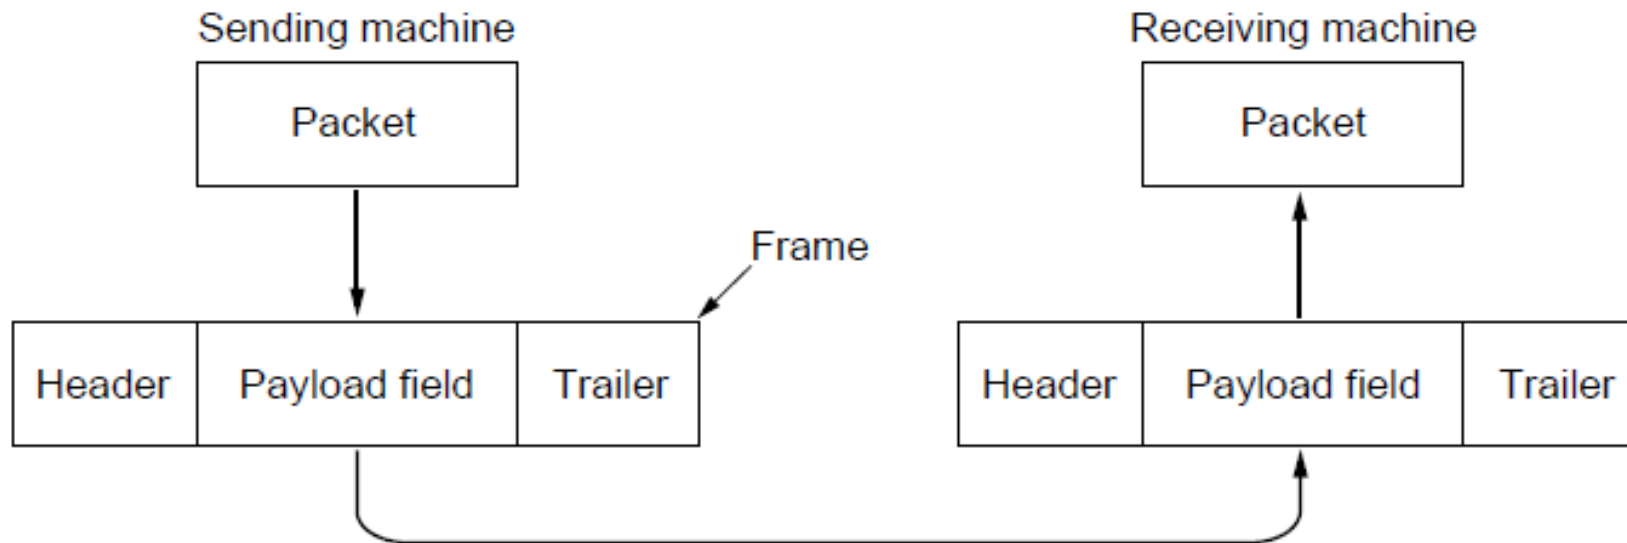 Sending machine
Receiving machine
Packet
Packet
Frame
Header
Payload field
Trailer
Header
Payload field
Trailer